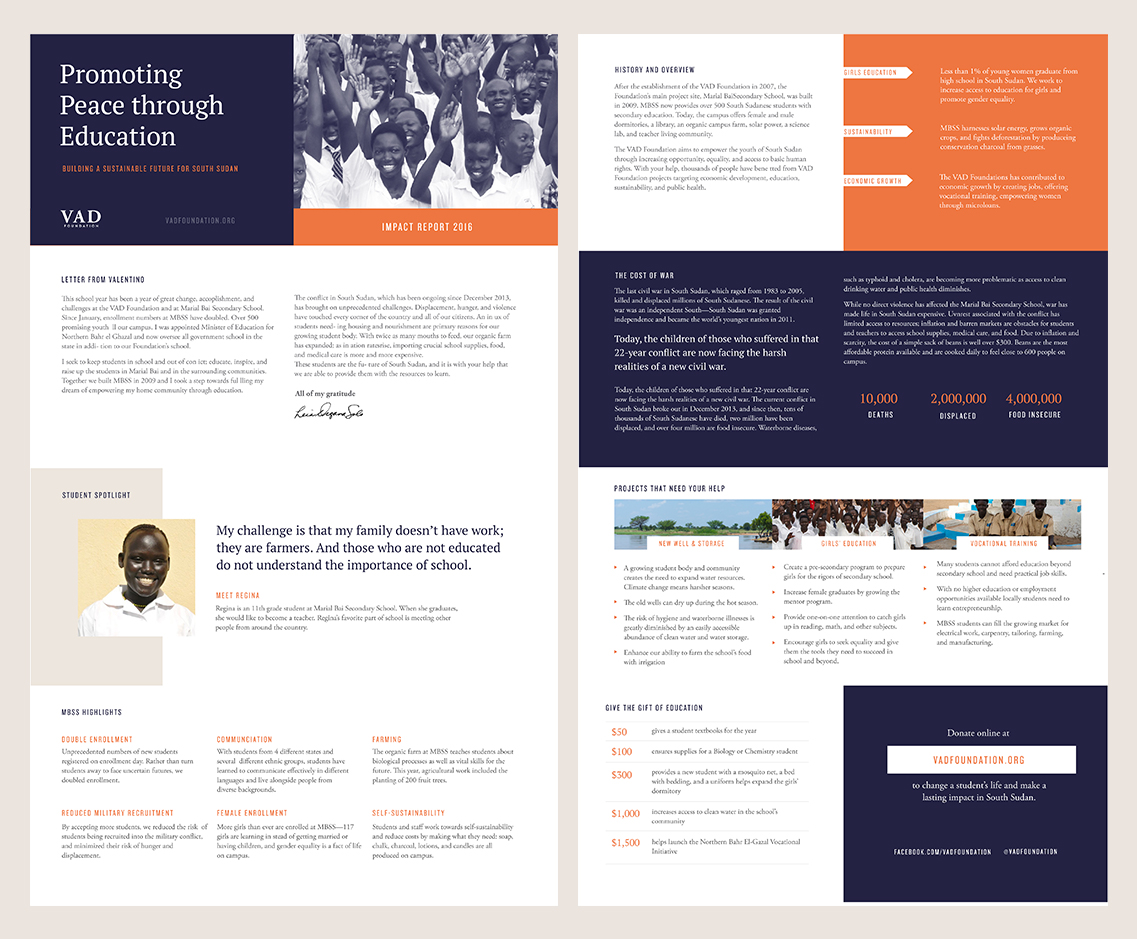 Promoting
Peace through
Education
BUILDING A SUSTAINABLE FUTURE FOR SOUTH SUDAN
VAD
FOUNDATION
VADFOUNDATION.ORG
IMPACT REPORT 2016
LETTER FROM VALENTINO
This school year has been a year of great change, accoplishment, and
challenges at the VAD Foundation and at Marial Bai Secondary School.
Since January, enrollment numbers at MBSS have doubled. Over 500
promising youth ll our campus. I was appointed Minister of Education for
Northern Bahr el Ghazal and now oversee all government school in the
state in addi- tion to our Foundation's school.
I seek to keep students in school and out of con ict; educate, inspire, and
raise up the students in Marial Bai and in the surrounding communities.
Together we built MBSS in 2009 and I took a step towards ful lling my
dream of empowering my home community through education.
The conflict in South Sudan, which has been ongoing since December 2013,
has brought on unprecedented challenges. Displacement, hunger, and violence
have touched every corner of the country and all of our citizens. An in ux of
students need- ing housing and nourishment are primary reasons for our
growing student body. With twice as many mouths to feed, our organic farm
has expanded; as in ation rateerise, importing crucial school supplies, food,
and medical care is more and more expensive.
These students are the fu- ture of South Sudan, and it is with your help that
we are able to provide them with the resources to learn.
All of my gratitude
STUDENT SPOTLIGHT
My challenge is that my family doesn't have work;
they are farmers. And those who are not educated
do not understand the importance of school.
MEET REGINA
Regina is an 11th grade student at Marial Bai Secondary School. When she graduates,
she would like to become a teacher. Regina's favorite part of school is meeting other
people from around the country.
MBSS HIGHLIGHTS
DOUBLE ENROLLMENT
Unprecedented numbers of new students
registered on enrollment day. Rather than turn
students away to face uncertain futures, we
doubled enrollment.
COMMUNCIATION
With students from 4 different states and
several different ethnic groups, students have
learned to communicate effectively in different
languages and live alongside people from
diverse backgrounds.
FARMING
The organic farm at MBSS teaches students about
biological processes as well as vital skills for the
future. This year, agricultural work included the
planting of 200 fruit trees.
REDUCED MILITARY RECRUITMENT
By accepting more students, we reduced the risk of
students being recruited into the military conflict,
and minimized their risk of hunger and
displacement.
FEMALE ENROLLMENT
More girls than ever are enrolled at MBSS—117
girls are learning in stead of getting married or
having children, and gender equality is a fact of life
on campus.
SELF-SUSTAINABILITY
Students and staff work towards self-sustainability
and reduce costs by making what they need: soap,
chalk, charcoal, lotions, and candles are all
produced on campus.
HISTORY AND OVERVIEW
After the establishment of the VAD Foundation in 2007, the
Foundation's main project site, Marial BaiSecondary School, was built
in 2009. MBSS now provides over 500 South Sudanese students with
secondary education. Today, the campus offers female and male
dormitories, a library, an organic campus farm, solar power, a science
lab, and teacher living community.
The VAD Foundation aims to empower the youth of South Sudan
through increasing opportunity, equality, and access to basic human
rights. With your help, thousands of people have bene tted from VAD
Foundation projects targeting economic development, education,
sustainability, and public health.
GIRLS EDUCATION
Less than 1% of young women graduate from
high school in South Sudan. We work to
increase access to education for girls and
promote gender equality.
SUSTAINABILITY
MBSS harnesses solar energy, grows organic
crops, and fights deforestation by producting
conservation charcoal from grasses.
ECONOMIC GROWTH
The VAD Foundations has contributed to
economic growth by creating jobs, offering
vocational training, empowering women
through microloans.
THE COST OF WAR
The last civil war in South Sudan, which raged from 1983 to 2005,
killed and displaced millions of South Sudanese. The result of the civil
war was an independent South—South Sudan was granted
independence and became the world's youngest nation in 2011.
Today, the children of those who suffered in that
22-year conflict are now facing the harsh
realities of a new civil war.
Today, the children of those who suffered in that 22-year conflict are
now facing the harsh realities of a new civil war. The current conflict in
South Sudan broke out in December 2013, and since then, tens of
thousands of South Sudanese have died, two million have been
displaced, and over four million are food insecure. Waterborne diseases,
such as typhoid and cholera, are becoming more problematic as access to clean
drinking water and public health diminishes.
While no direct violence has affected the Marial Bai Secondary School, war has
made life in South Sudan expensive. Unrest associated with the conflict has
limited access to resources; inflation and barren markets are obstacles for students
and teachers to access school supplies, medical care, and food. Due to inflation and
scarcity, the cost of a simple sack of beans is well over $300. Beans are the most
affordable protein available and are cooked daily to feel close to 600 people on
campus.
10,000
DEATHS
2,000,000
DISPLACED
4,000,000
FOOD INSECURE
PROJECTS THAT NEED YOUR HELP
NEW WELL & STORAGE
A growing student body and community
creates the need to expand water resources.
Climate change means harsher seasons.
The old wells can dry up during the hot season.
The risk of hygiene and waterborne illnesses is
greatly diminished by an easily accessible
abundance of clean water and water storage.
Enhance our ability to farm the school's food
with irrigation
GIRLS' EDUCATION
Create a pre-secondary program to prepare
girls for the rigors of secondary school.
Increase female graduates by growing the
mentor program.
Provide one-on-one attention to catch girls
up in reading, math, and other subjects.
Encourage girls to seek equality and give
them the tools they need to succeed in
school and beyond.
VOCATIONAL TRAINING
Many students cannot afford education beyond
secondary school and need practical job skills.
With no higher education or employment
opportunities available locally students need to
learn entrepreneurship.
MBSS students can fill the growing market for
electrical work, carpentry, tailoring, farming,
and manufacturing.
GIVE THE GIFT OF EDUCATION
$50 gives a student textbooks for the year
$100 ensures supplies for a Biology or Chemistry student
$300 provides a new student with a mosquito net, a bed
with bedding, and a uniform helps expand the girls'
dormitory
$1,000 increases access to clean water in the school's
community
$1,500 helps launch the Northern Bahr El-Gazal Vocational
Initiative
Donate online at
VADFOUNDATION.ORG
to change a student's life and make a
lasting impact in South Sudan.
FACEBOOK.COM/VADFOUNDATION @VADFOUNDATION